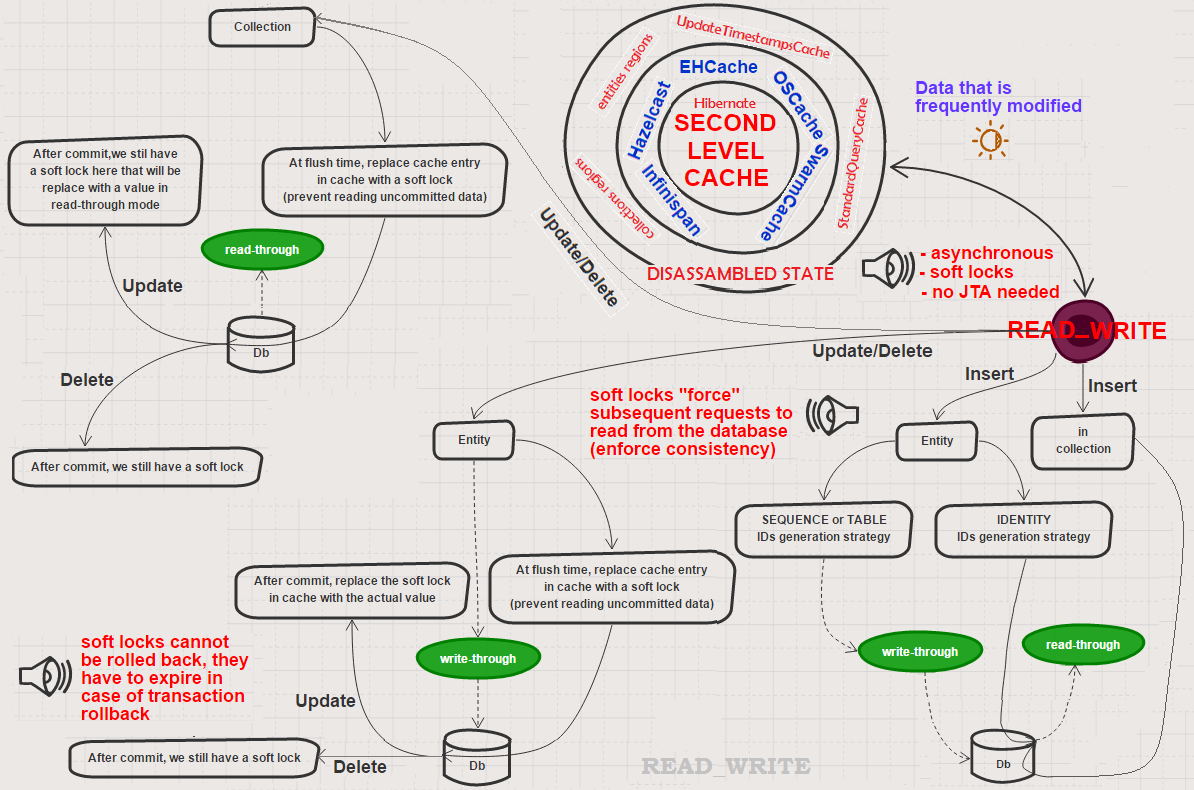 Collection
After commit,we stil have
a soft lock here that will be
replace with a value in
read-through mode
At flush time, replace cache entry
in cache with a soft lock
(prevent reading uncommitted data)
read-through
Update
Db
Delete
After commit, we still have a soft lock
UpdateTimestampsCache
entities regions
collections regions
StandardQueryCache
DISASSAMBLED STATE
EHCache
OSCache
SwarmCache
Infinispan
Hazelcast
Hibernate
SECOND
LEVEL
CACHE
Data that is
frequently modified
- asynchronous
- soft locks
- no JTA needed
READ_WRITE
Update/Delete
Update/Delete
Insert
Insert
soft locks "force"
subsequent requests to
read from the database
(enforce consistency)
Entity
Entity
in
collection
SEQUENCE or TABLE
IDs generation strategy
IDENTITY
IDs generation strategy
After commit, replace the soft lock
in cache with the actual value
At flush time, replace cache entry
in cache with a soft lock
(prevent reading uncommitted data)
write-through
write-through
read-through
soft locks cannot
be rolled back, they
have to expire in
case of transaction
rollback
Update
After commit, we still have a soft lock
Delete
Db
READ_WRITE
Db